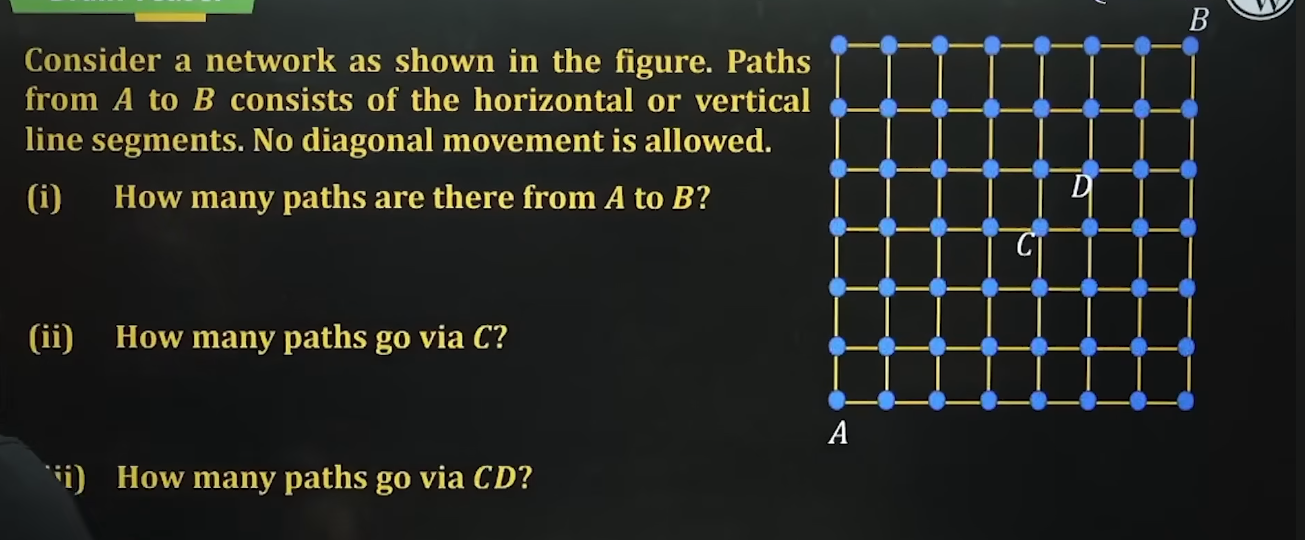 B
Consider a network as shown in the figure. Paths
from A to B consists of the horizontal or vertical
line segments. No diagonal movement is allowed.
(i) How many paths are there from A to B?
D
C
(ii) How many paths go via C?
A
ii) How many paths go via CD?